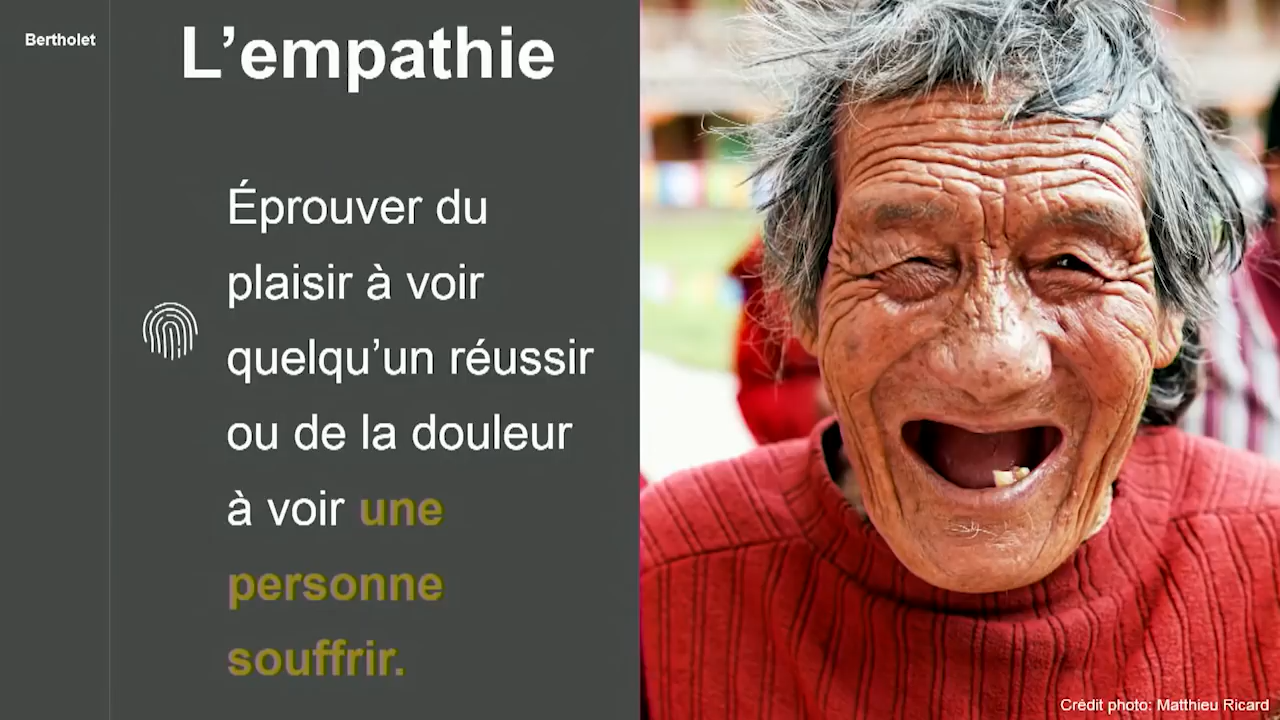 Bertholet
L’empathie
Éprouver du
plaisir à voir
quelqu’un réussir
ou de la douleur
à voir une
personne
souffrir.
Crédit photo: Matthieu Ricard